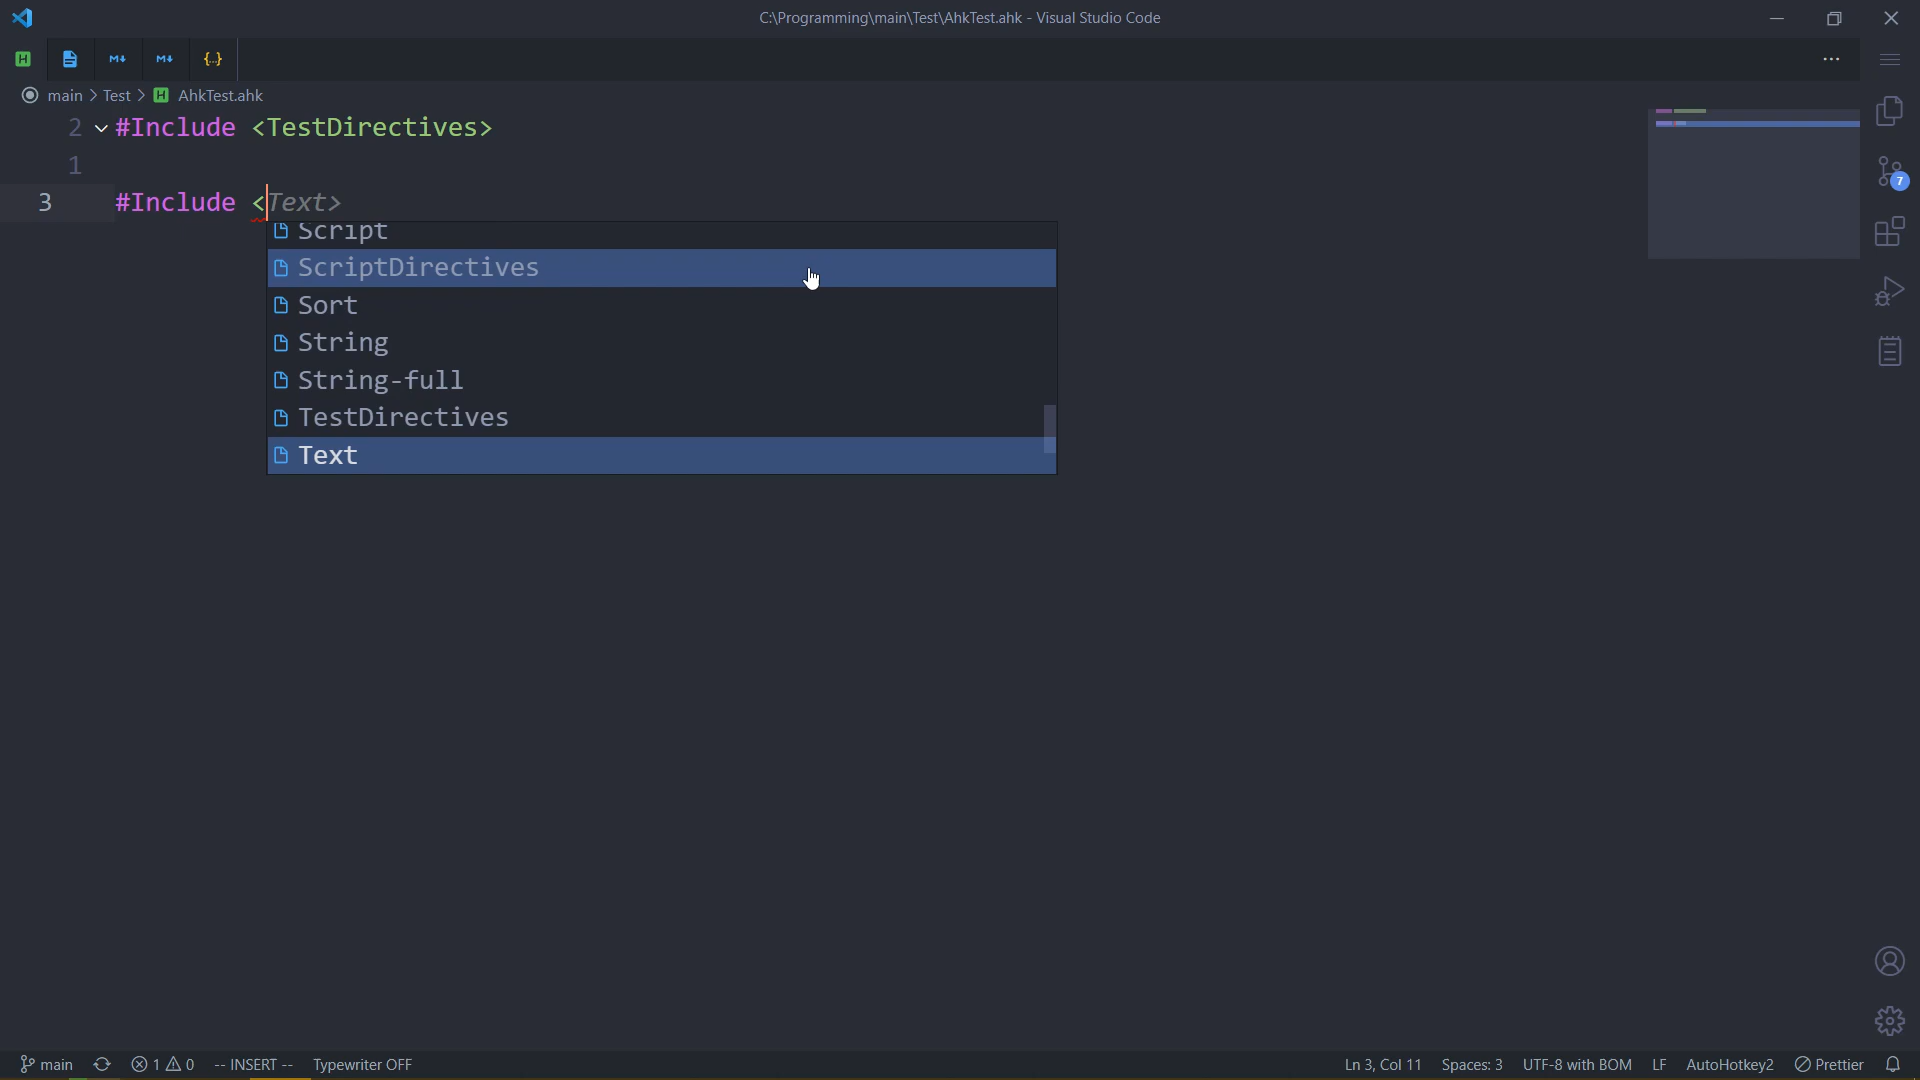 C:\Programming\main\Test\AhkTest.ahk - Visual Studio Code
main > Test > AhkTest.ahk
2 #Include <TestDirectives>
1
3 #Include <Text>
Script
ScriptDirectives
Sort
String
String-full
TestDirectives
Text
7
main 1 0 -- INSERT -- Typewriter OFF Ln 3, Col 11 Spaces: 3 UTF-8 with BOM LF AutoHotkey2 Prettier